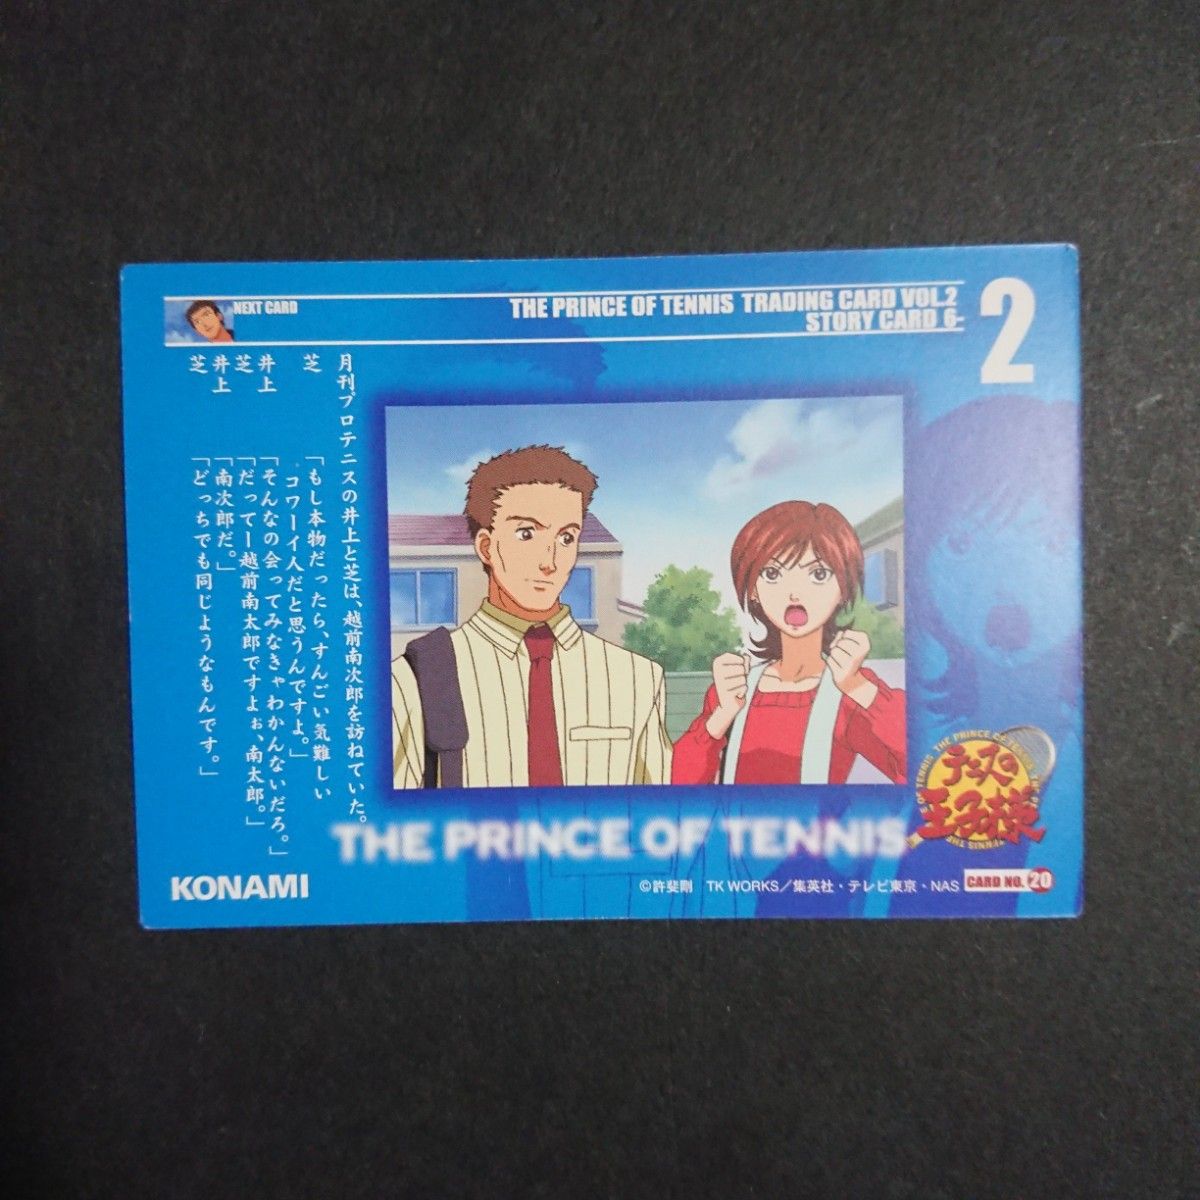 NEXT CARD
THE PRINCE OF TENNIS TRADING CARD VOL.2
STORY CARD 6-
2
月刊プロテニスの井上と芝は、越前南次郎を訪ねていた。
芝 「もし本物だったら、すんごい気難しい
コワーイ人だと思うんですよ。」
井上 「そんなの会ってみなきゃわかんないだろ。」
芝 「だってー越前南太郎ですよぉ、南太郎。」
井上 「南次郎だ。」
芝 「どっちでも同じようなもんです。」
THE PRINCE OF TENNIS
テニスの
王子様
THE PRINCE OF TENNIS
KONAMI
©許斐剛 TK WORKS／集英社・テレビ東京・NAS
CARD NO. 20